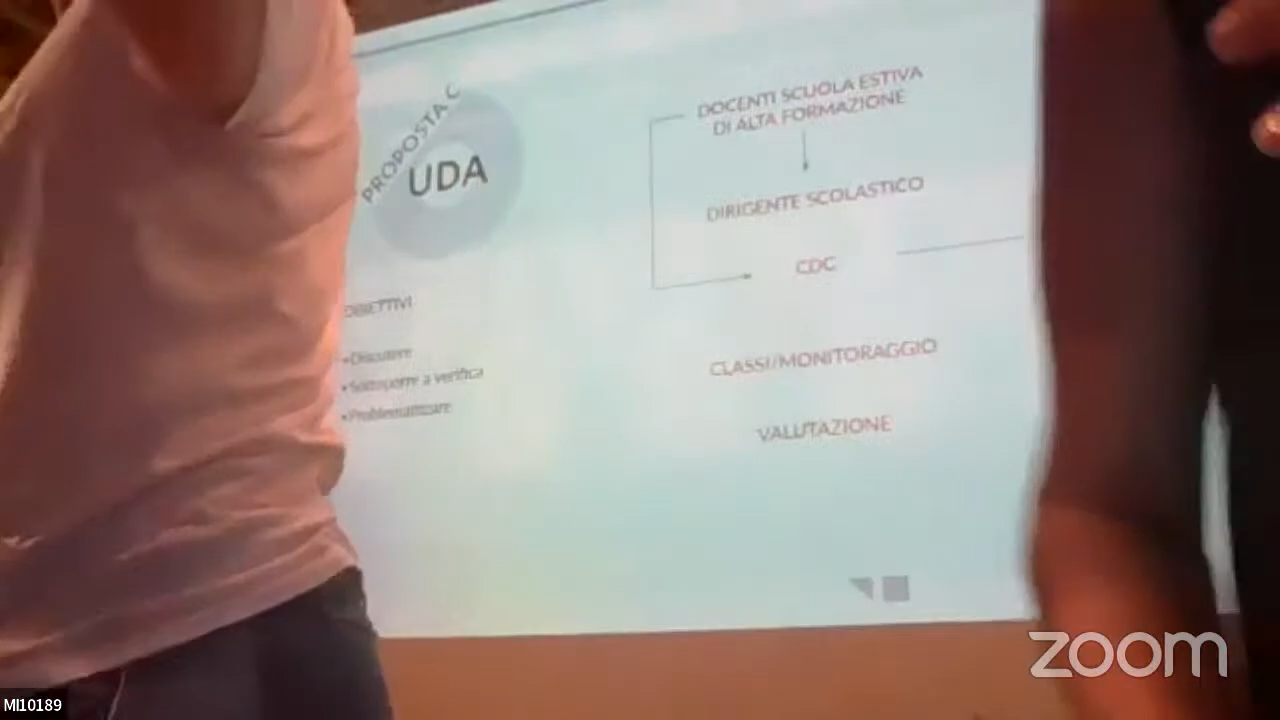 PROPOSTA C
UDA
OBIETTIVI
•Discutere
•Sottoporre a verifica
•Problematizzare
DOCENTI SCUOLA ESTIVA
DI ALTA FORMAZIONE
DIRIGENTE SCOLASTICO
CDC
CLASSI/MONITORAGGIO
VALUTAZIONE
zoom
MI10189